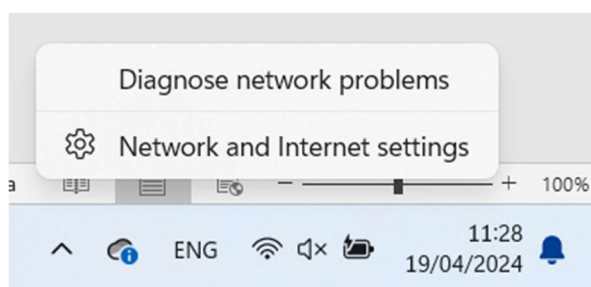 Diagnose network problems
Network and Internet settings
a
100%
ENG
11:28
19/04/2024